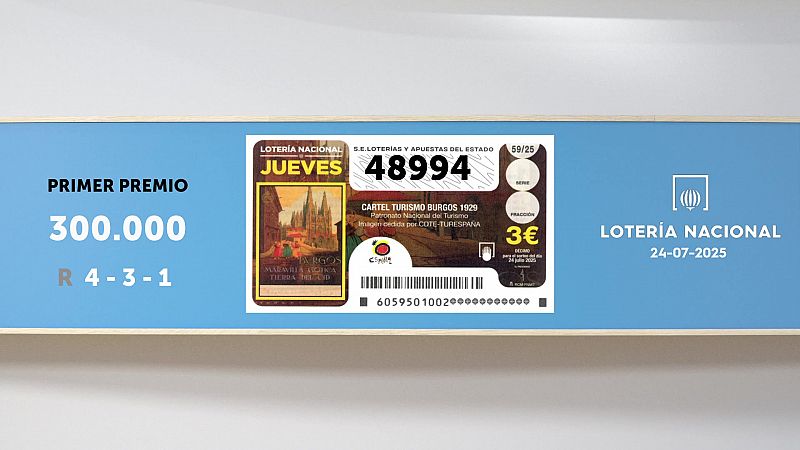 PRIMER PREMIO
300.000
R 4 - 3 - 1
LOTERÍA NACIONAL
JUEVES
BURGOS
MARAVILLA GÓTICA
TIERRA DEL CID
S.E.LOTERÍAS Y APUESTAS DEL ESTADO
48994
CARTEL TURISMO BURGOS 1929
Patronato Nacional del Turismo
Imagen cedida por COTE-TURESPAÑA
España
6059501002
59/25
SERIE
FRACCIÓN
3€
DÉCIMO
para el sorteo del día
24 julio 2025
LOTERÍA NACIONAL
24-07-2025